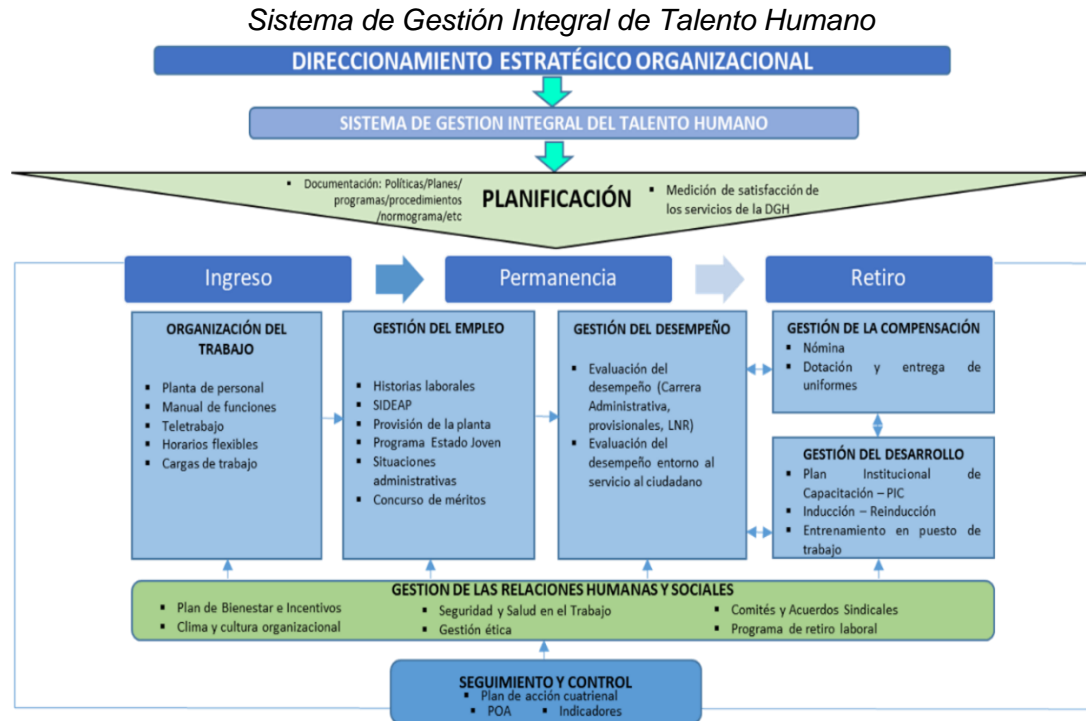 Sistema de Gestión Integral de Talento Humano
DIRECCIONAMIENTO ESTRATÉGICO ORGANIZACIONAL
SISTEMA DE GESTION INTEGRAL DEL TALENTO HUMANO
▪ Documentación: Políticas/Planes/
programas/procedimientos
/normograma/etc
PLANIFICACIÓN
▪ Medición de satisfacción de
los servicios de la DGH
Ingreso
Permanencia
Retiro
ORGANIZACIÓN DEL
TRABAJO
▪ Planta de personal
▪ Manual de funciones
▪ Teletrabajo
▪ Horarios flexibles
▪ Cargas de trabajo
GESTIÓN DEL EMPLEO
▪ Historias laborales
▪ SIDEAP
▪ Provisión de la planta
▪ Programa Estado Joven
▪ Situaciones
administrativas
▪ Concurso de méritos
GESTIÓN DEL DESEMPEÑO
▪ Evaluación del
desempeño (Carrera
Administrativa,
provisionales, LNR)
▪ Evaluación del
desempeño entorno al
servicio al ciudadano
GESTIÓN DE LA COMPENSACIÓN
▪ Nómina
▪ Dotación y entrega de
uniformes
GESTIÓN DEL DESARROLLO
▪ Plan Institucional de
Capacitación – PIC
▪ Inducción – Reinducción
▪ Entrenamiento en puesto de
trabajo
GESTION DE LAS RELACIONES HUMANAS Y SOCIALES
▪ Plan de Bienestar e Incentivos
▪ Clima y cultura organizacional
▪ Seguridad y Salud en el Trabajo
▪ Gestión ética
▪ Comités y Acuerdos Sindicales
▪ Programa de retiro laboral
SEGUIMIENTO Y CONTROL
▪ Plan de acción cuatrienal
▪ POA ▪ Indicadores